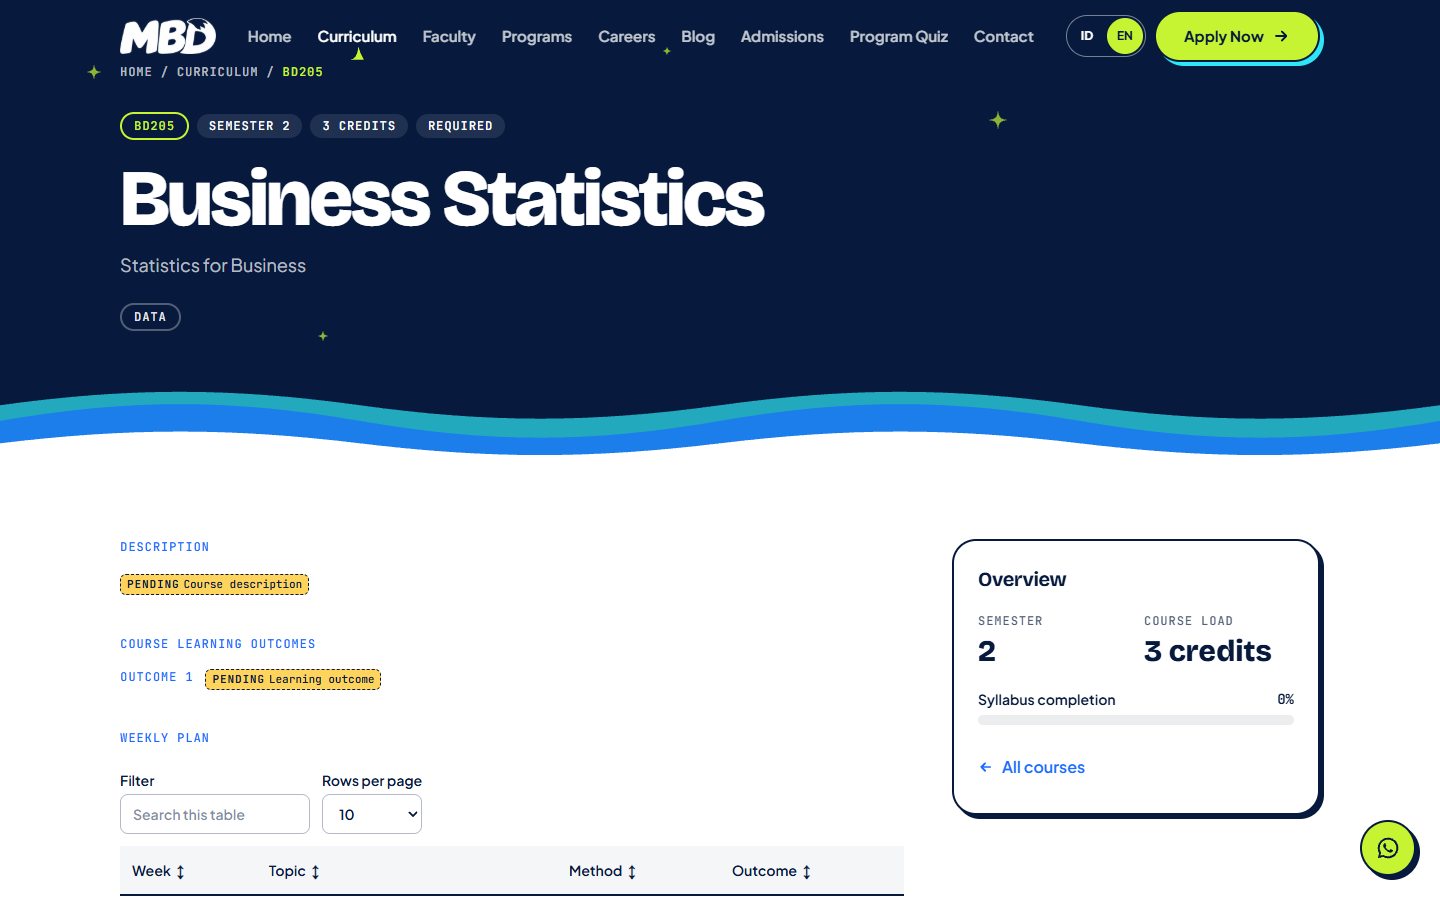 MBD Home Curriculum Faculty Programs Careers Blog Admissions Program Quiz Contact ID EN Apply Now →
HOME / CURRICULUM / BD205
BD205 SEMESTER 2 3 CREDITS REQUIRED
Business Statistics
Statistics for Business
DATA
DESCRIPTION
PENDING Course description
COURSE LEARNING OUTCOMES
OUTCOME 1 PENDING Learning outcome
WEEKLY PLAN
Filter Rows per page
Search this table 10
Week ↕ Topic ↕ Method ↕ Outcome ↕
Overview
SEMESTER COURSE LOAD
2 3 credits
Syllabus completion 0%
← All courses